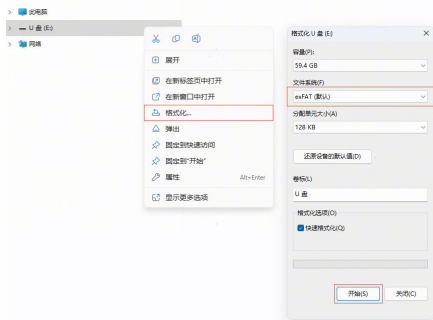 此电脑
U 盘 (E:)
网络
展开
在新标签页中打开
在新窗口中打开
格式化...
弹出
固定到快速访问
固定到"开始"
属性 Alt+Enter
显示更多选项
格式化 U 盘 (E:)
容量(P):
59.4 GB
文件系统(F)
exFAT (默认)
分配单元大小(A)
128 KB
还原设备的默认值(D)
卷标(L)
U 盘
格式化选项(O)
快速格式化(Q)
开始(S)
关闭(C)